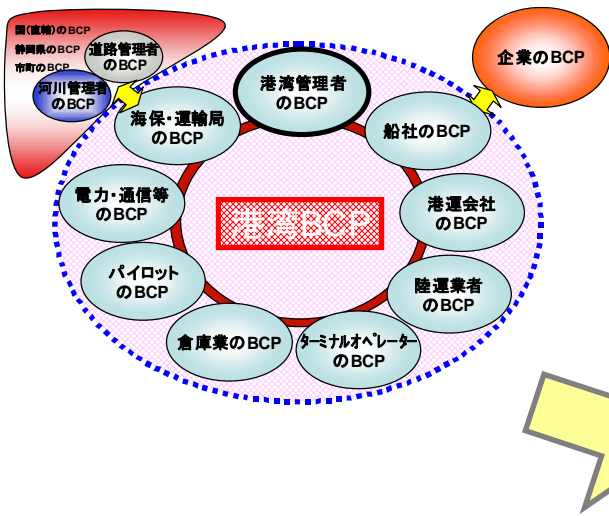 国(直轄)のBCP
静岡県のBCP
市町のBCP
道路管理者
のBCP
河川管理者
のBCP
企業のBCP
港湾管理者
のBCP
海保・運輸局
のBCP
船社のBCP
電力・通信等
のBCP
港湾BCP
港運会社
のBCP
パイロット
のBCP
陸運業者
のBCP
倉庫業のBCP
ターミナルオペレーター
のBCP